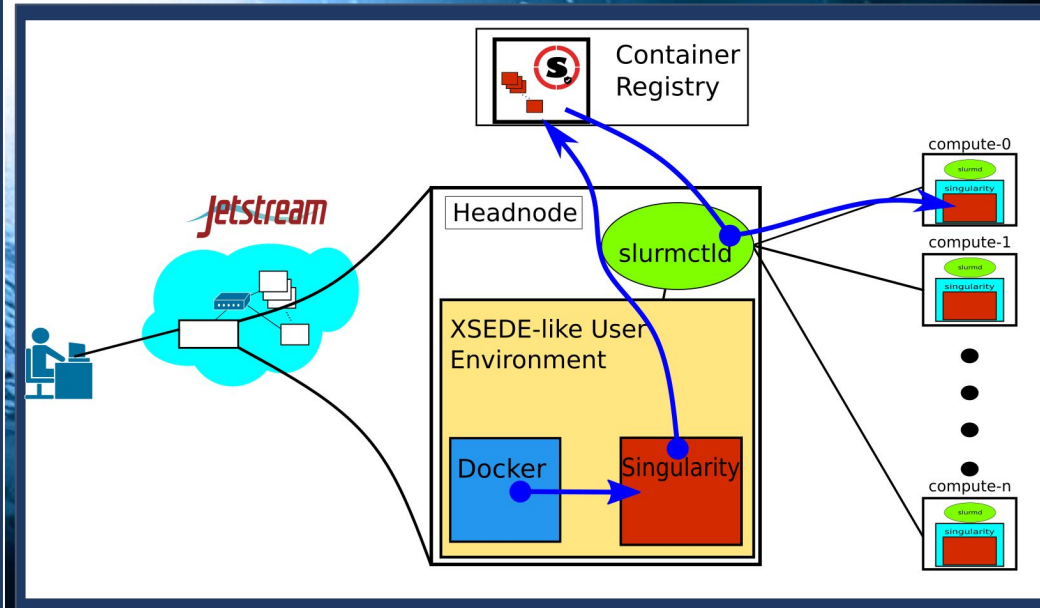 Container
Registry
S
compute-0
slurmd
singularity
Jetstream
Headnode
slurmctld
compute-1
slurmd
singularity
XSEDE-like User
Environment
Docker
Singularity
compute-n
slurmd
singularity